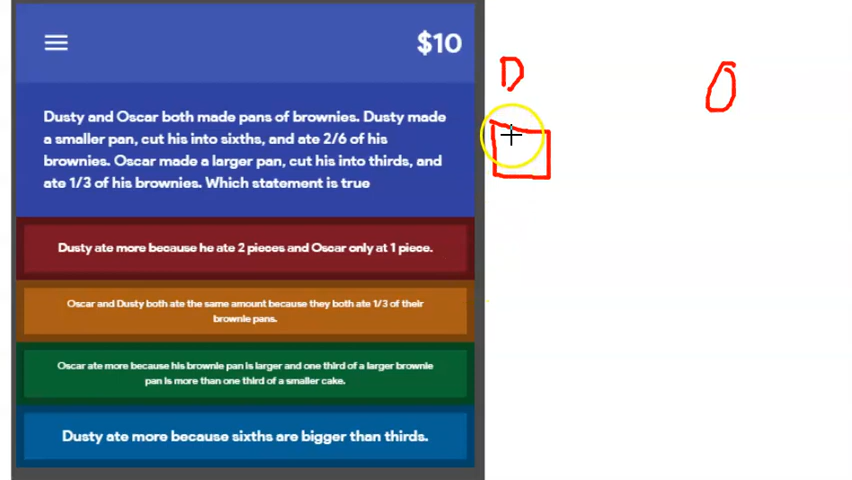 $10
D
O
Dusty and Oscar both made pans of brownies. Dusty made
a smaller pan, cut his into sixths, and ate 2/6 of his
brownies. Oscar made a larger pan, cut his into thirds, and
ate 1/3 of his brownies. Which statement is true
Dusty ate more because he ate 2 pieces and Oscar only at 1 piece.
Oscar and Dusty both ate the same amount because they both ate 1/3 of their
brownie pans.
Oscar ate more because his brownie pan is larger and one third of a larger brownie
pan is more than one third of a smaller cake.
Dusty ate more because sixths are bigger than thirds.